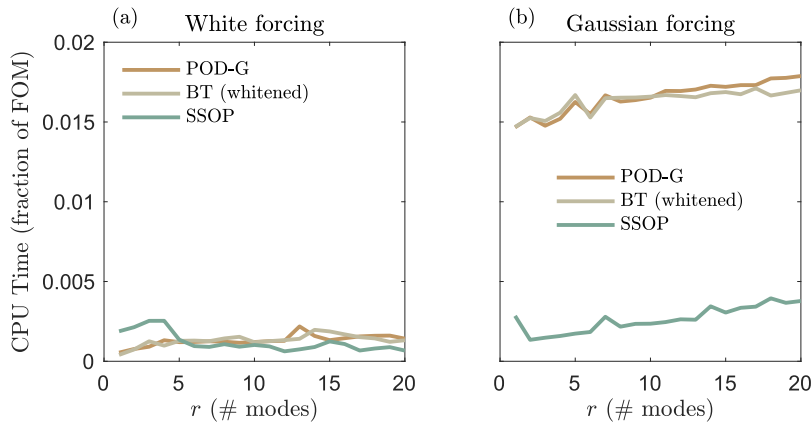 (a) White forcing
(b) Gaussian forcing
CPU Time (fraction of FOM)
0.02
0.015
0.01
0.005
0
POD-G
BT (whitened)
SSOP
POD-G
BT (whitened)
SSOP
0 5 10 15 20
0 5 10 15 20
r (# modes)
r (# modes)